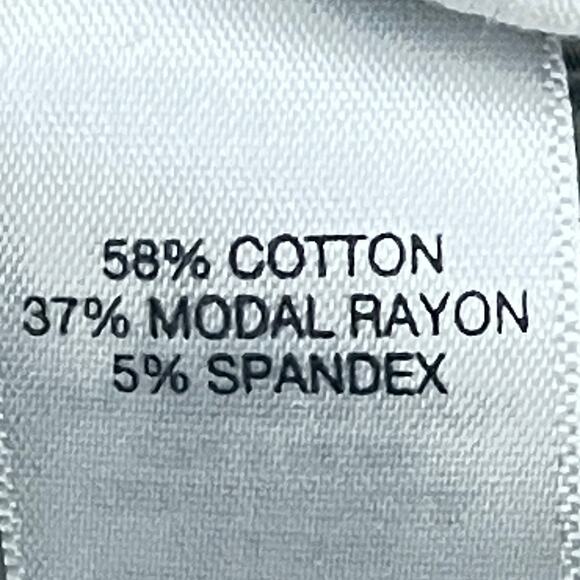 58% COTTON
37% MODAL RAYON
5% SPANDEX